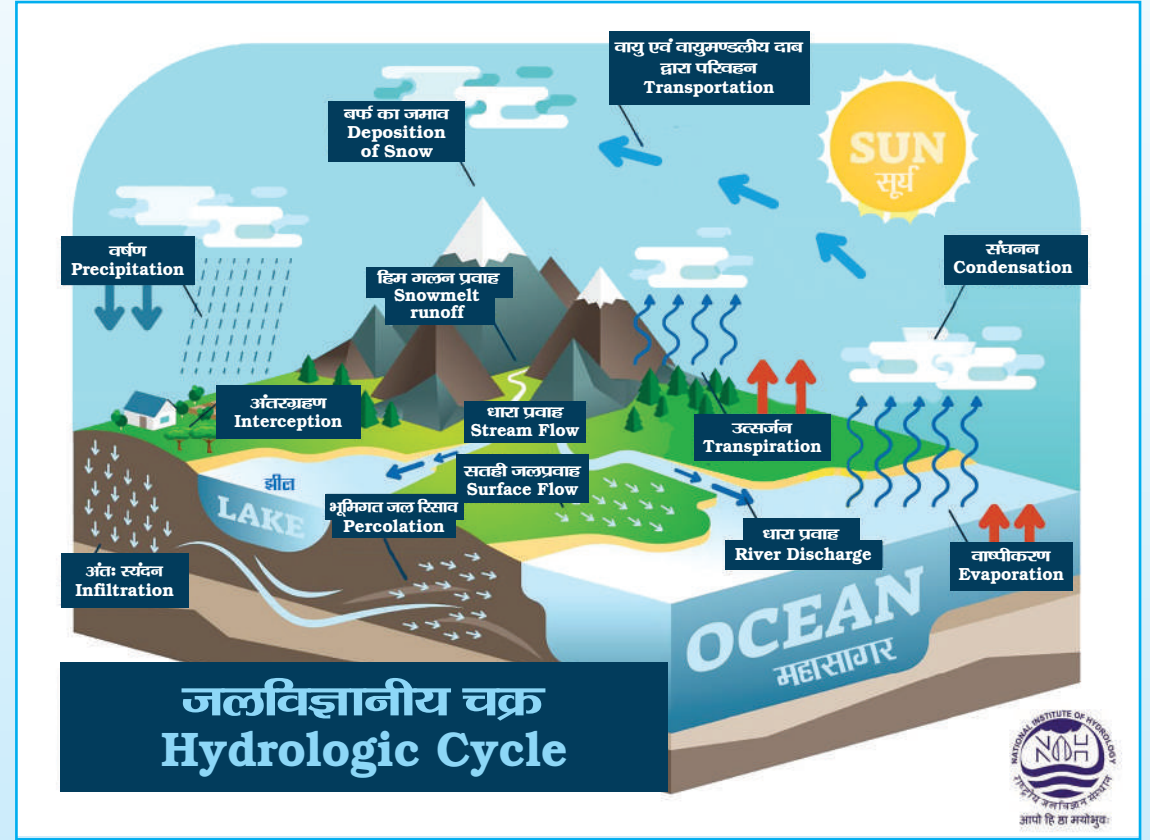 वायु एवं वायुमण्डलीय दाब
द्वारा परिवहन
Transportation
बर्फ का जमाव
Deposition
of Snow
SUN
सूर्य
वर्षण
Precipitation
संघनन
Condensation
हिम गलन प्रवाह
Snowmelt
runoff
अंतरग्रहण
Interception
धारा प्रवाह
Stream Flow
उत्सर्जन
Transpiration
सतही जलप्रवाह
Surface Flow
झील
LAKE
भूमिगत जल रिसाव
Percolation
धारा प्रवाह
River Discharge
वाष्पीकरण
Evaporation
अंतः स्यंदन
Infiltration
OCEAN
महासागर
जलविज्ञानीय चक्र
Hydrologic Cycle
NATIONAL INSTITUTE OF HYDROLOGY
NIH
राष्ट्रीय जलविज्ञान संस्थान
आपो हि ष्ठा मयोभुवः